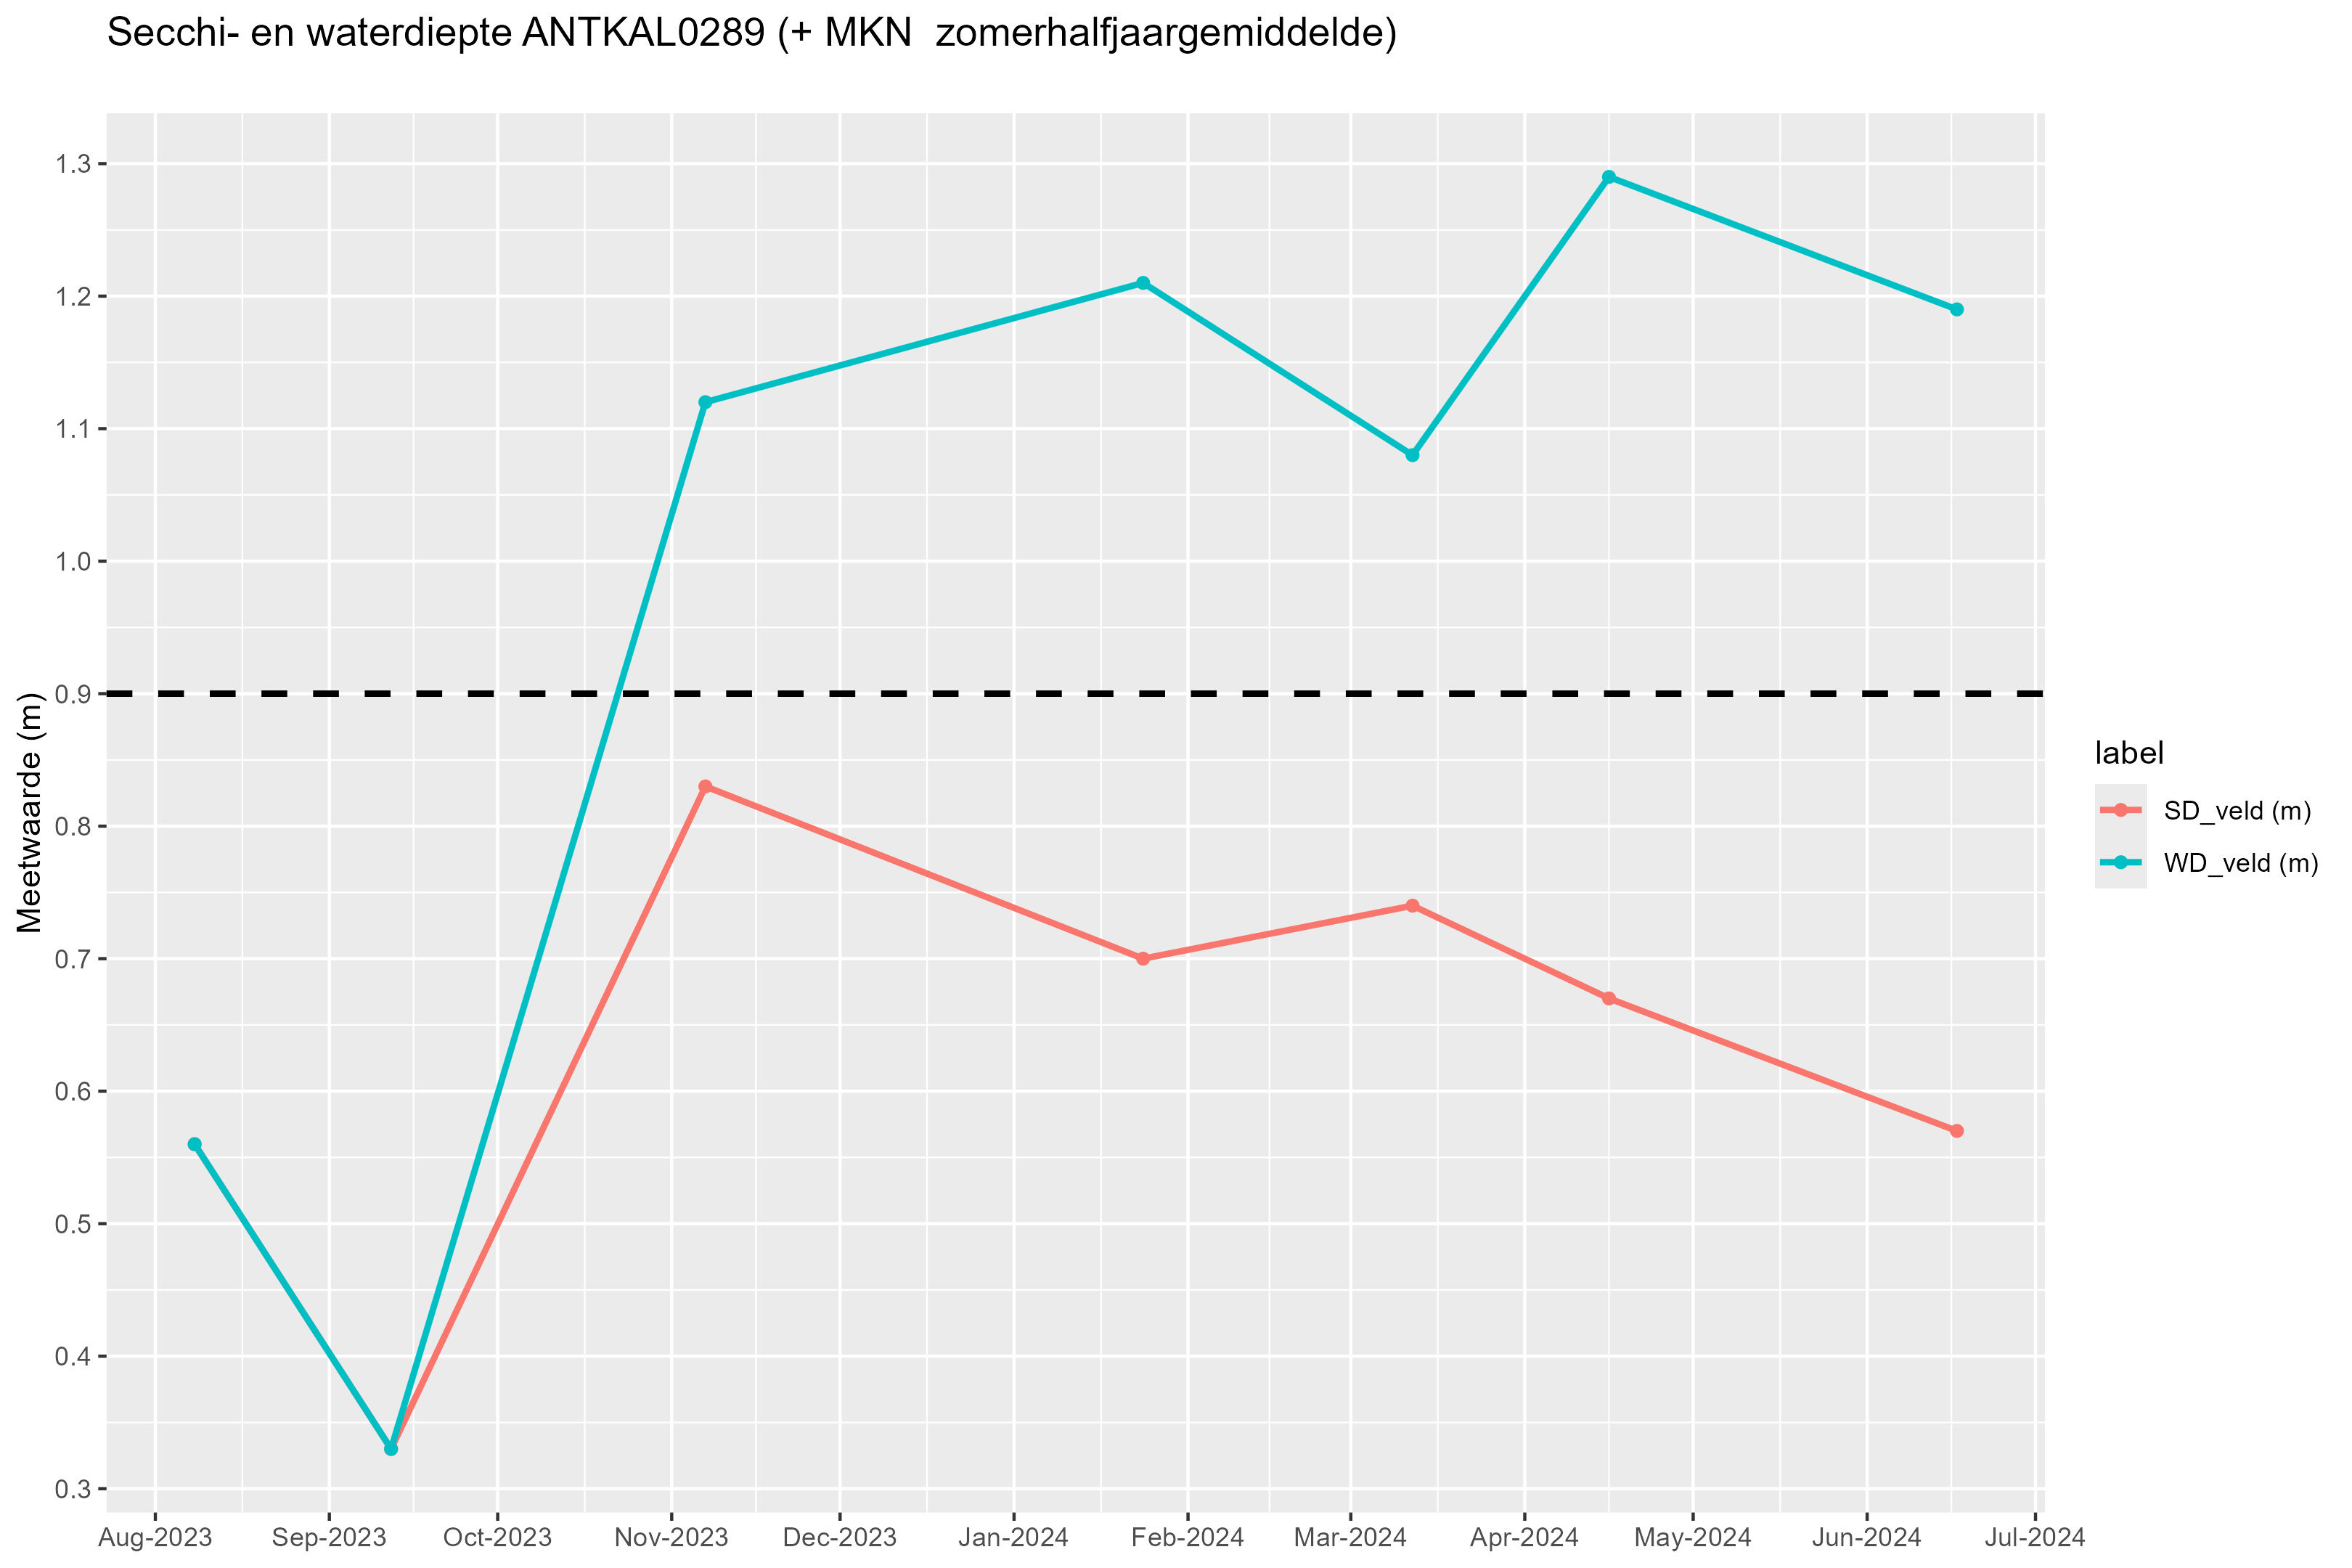 Secchi- en waterdiepte ANTKAL0289 (+ MKN  zomerhalfjaargemiddelde)
1.3
1.2
1.1
1.0
0.9
0.8
0.7
0.6
0.5
0.4
0.3
Meetwaarde (m)
Aug-2023 Sep-2023 Oct-2023 Nov-2023 Dec-2023 Jan-2024 Feb-2024 Mar-2024 Apr-2024 May-2024 Jun-2024 Jul-2024
label
SD_veld (m)
WD_veld (m)